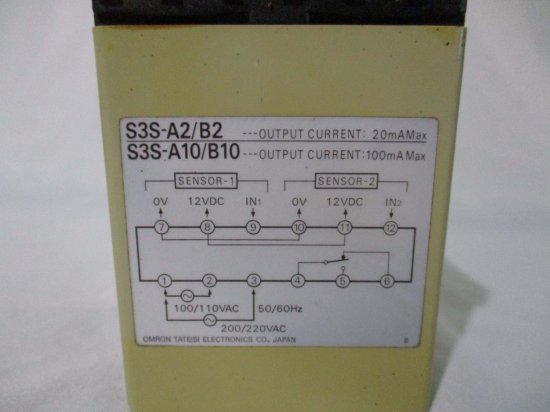 S3S-A2/B2 ---OUTPUT CURRENT: 20mAMax
S3S-A10/B10 ---OUTPUT CURRENT: 100mAMax
SENSOR-1 SENSOR-2
0V 12VDC IN1 0V 12VDC IN2
7 8 9 10 11 12
1 2 3 4 5 6
100/110VAC 50/60Hz
200/220VAC
OMRON TATEISI ELECTRONICS CO., JAPAN